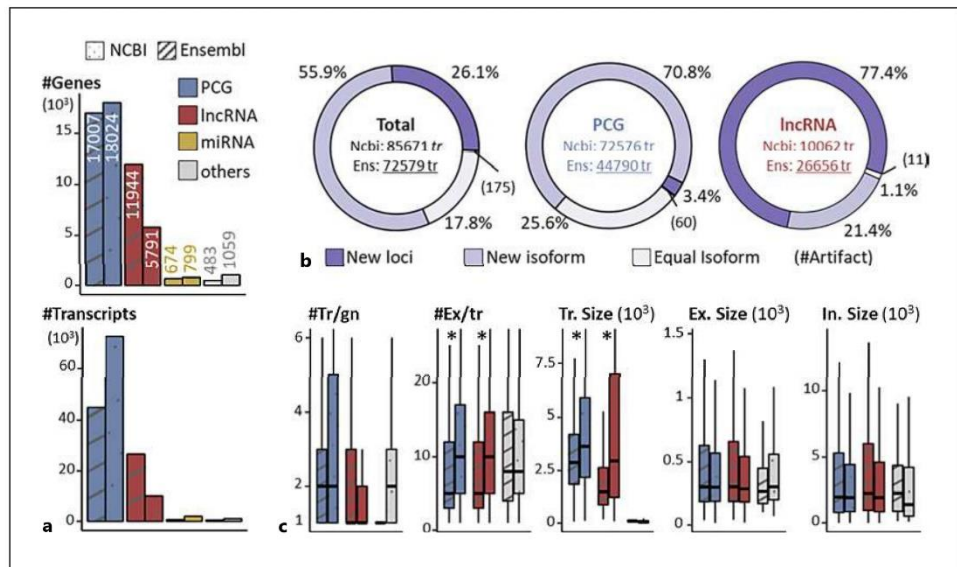 NCBI Ensembl
#Genes
(10³)
PCG
lncRNA
miRNA
others
15
10
5
0
17007
18024
11944
5791
674
799
483
1059
#Transcripts
(10³)
60
40
20
0
a
55.9%
26.1%
Total
Ncbi: 85671 tr
Ens: 72579 tr
(175)
17.8%
70.8%
PCG
Ncbi: 72576 tr
Ens: 44790 tr
3.4%
(60)
25.6%
77.4%
lncRNA
Ncbi: 10062 tr
Ens: 26656 tr
(11)
1.1%
21.4%
b
New loci New isoform Equal Isoform (#Artifact)
#Tr/gn
6
4
2
1
c
#Ex/tr
* *
20
10
0
Tr. Size (10³)
* *
7.5
5
2.5
0
Ex. Size (10³)
1.5
1
0.5
0
In. Size (10³)
10
5
0